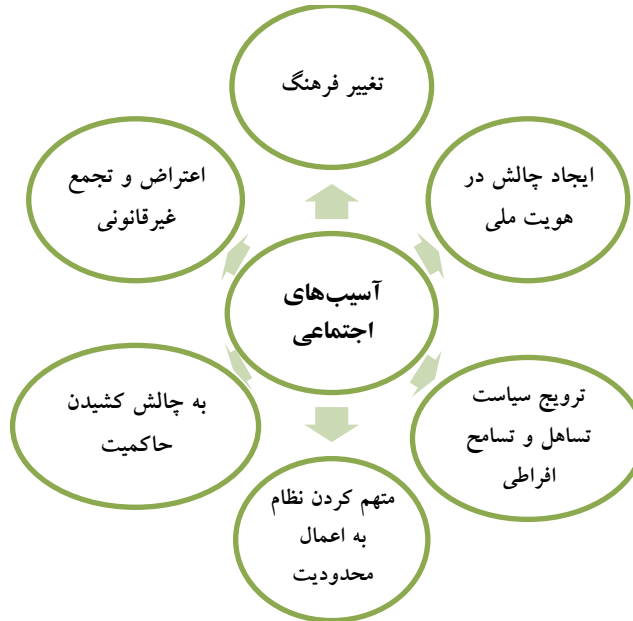 تغییر فرهنگ
ایجاد چالش در
هویت ملی
اعتراض و تجمع
غیرقانونی
آسیب‌های
اجتماعی
ترویج سیاست
تساهل و تسامح
افراطی
به چالش کشیدن
حاکمیت
متهم کردن نظام
به اعمال
محدودیت